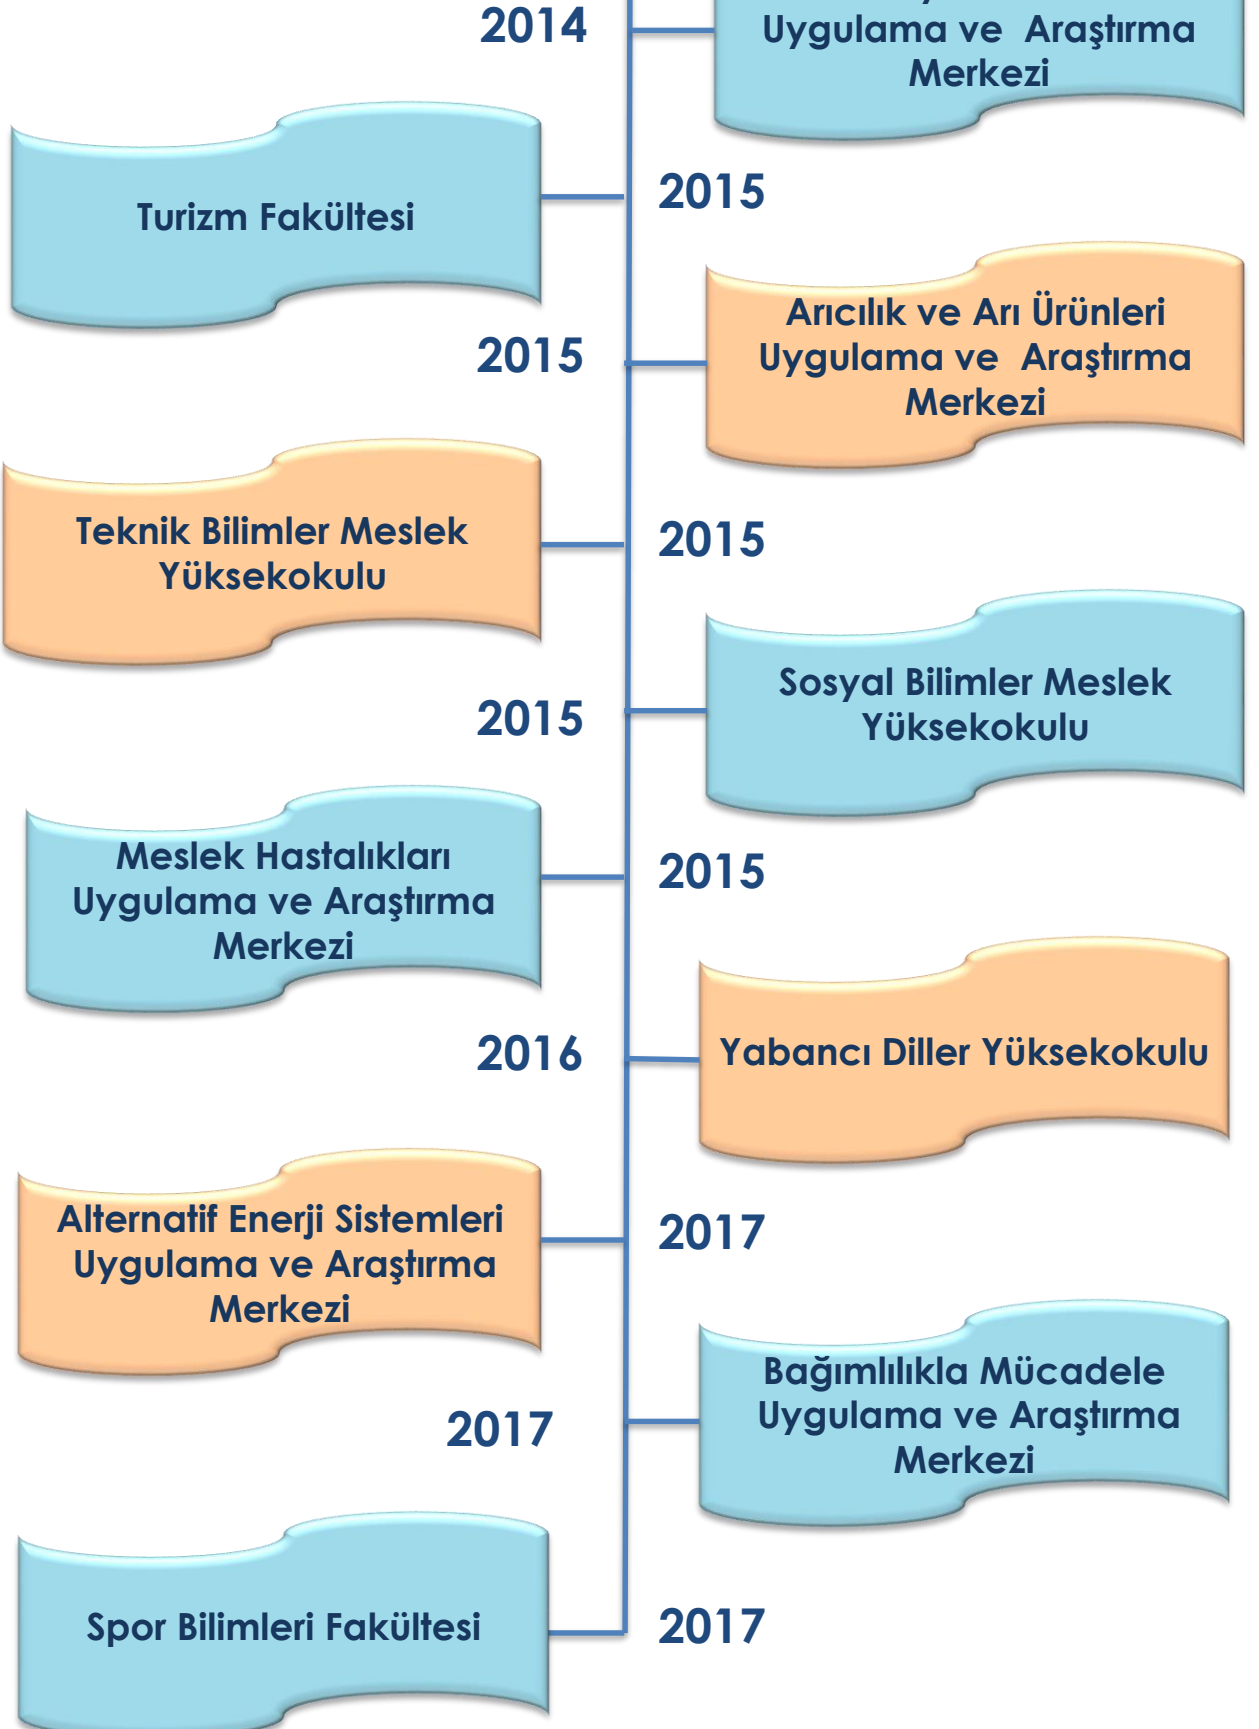 2014
Uygulama ve Araştırma
Merkezi
Turizm Fakültesi
2015
2015
Arıcılık ve Arı Ürünleri
Uygulama ve Araştırma
Merkezi
Teknik Bilimler Meslek
Yüksekokulu
2015
2015
Sosyal Bilimler Meslek
Yüksekokulu
Meslek Hastalıkları
Uygulama ve Araştırma
Merkezi
2015
2016
Yabancı Diller Yüksekokulu
Alternatif Enerji Sistemleri
Uygulama ve Araştırma
Merkezi
2017
2017
Bağımlılıkla Mücadele
Uygulama ve Araştırma
Merkezi
Spor Bilimleri Fakültesi
2017